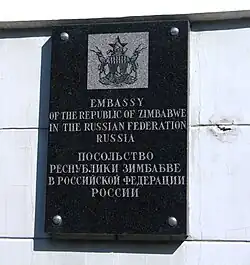 EMBASSY
OF THE REPUBLIC OF ZIMBABWE
IN THE RUSSIAN FEDERATION
RUSSIA
ПОСОЛЬСТВО
РЕСПУБЛИКИ ЗИМБАБВЕ
В РОССИЙСКОЙ ФЕДЕРАЦИИ
РОССИИ